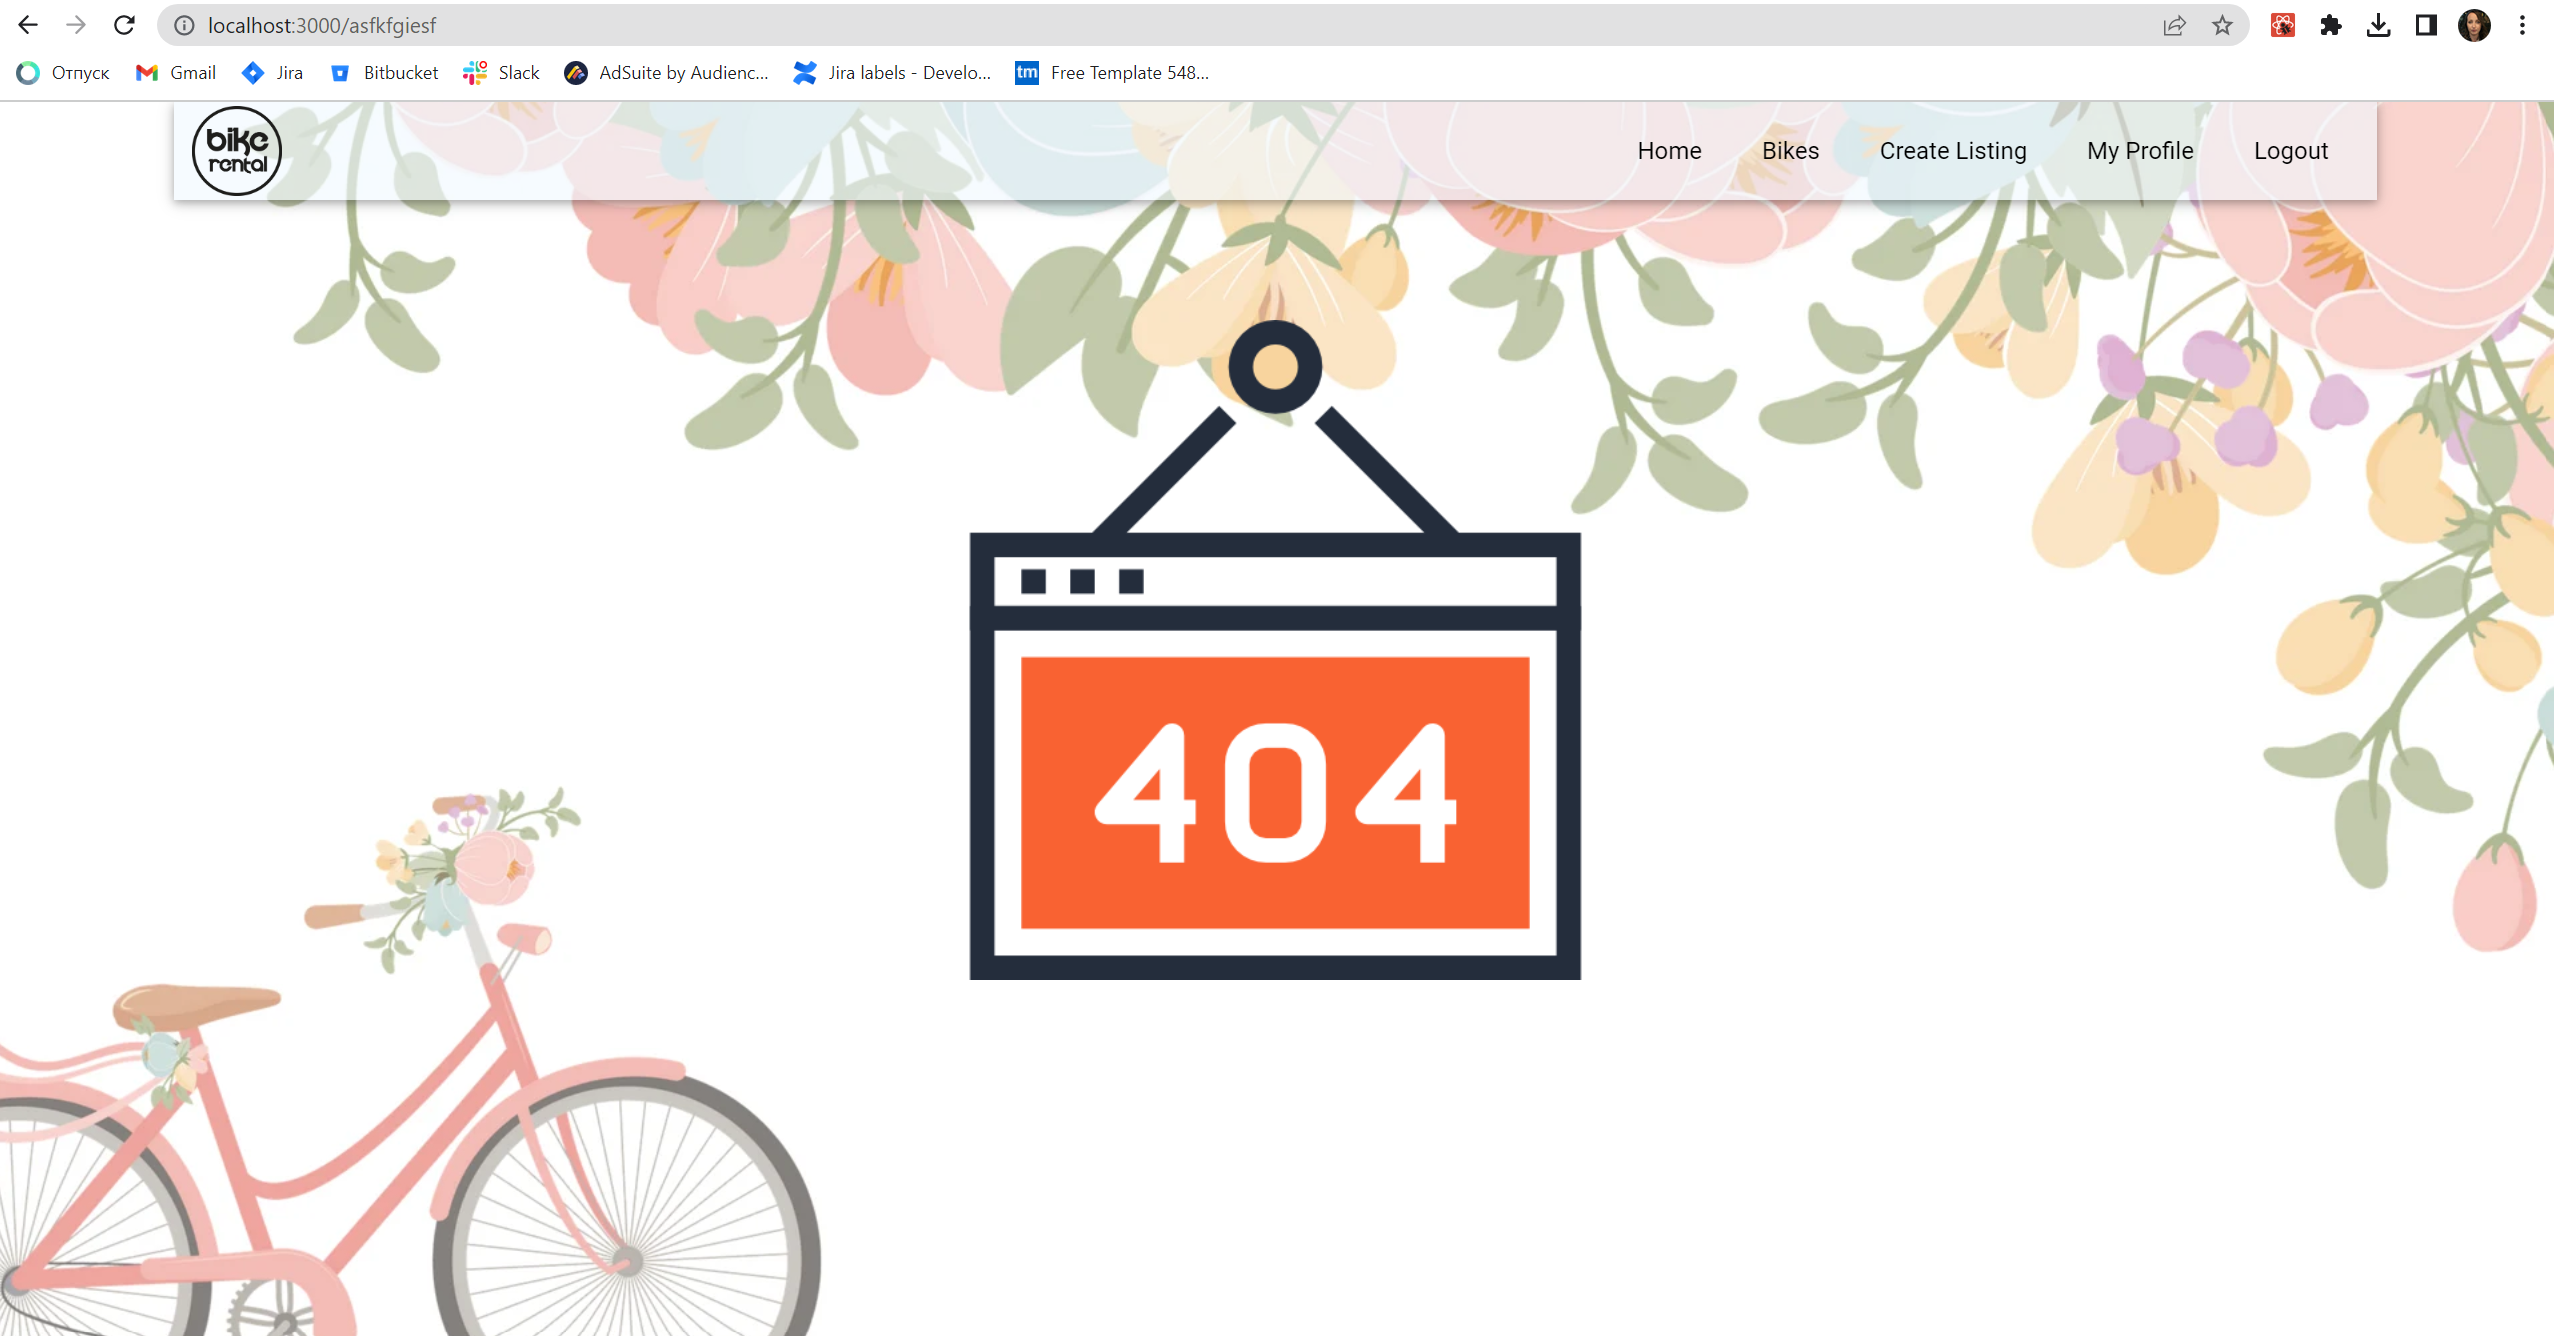 localhost:3000/asfkfgiesf
Отпуск Gmail Jira Bitbucket Slack AdSuite by Audienc... Jira labels - Develo... tm Free Template 548...
bike
rental
Home Bikes Create Listing My Profile Logout
404